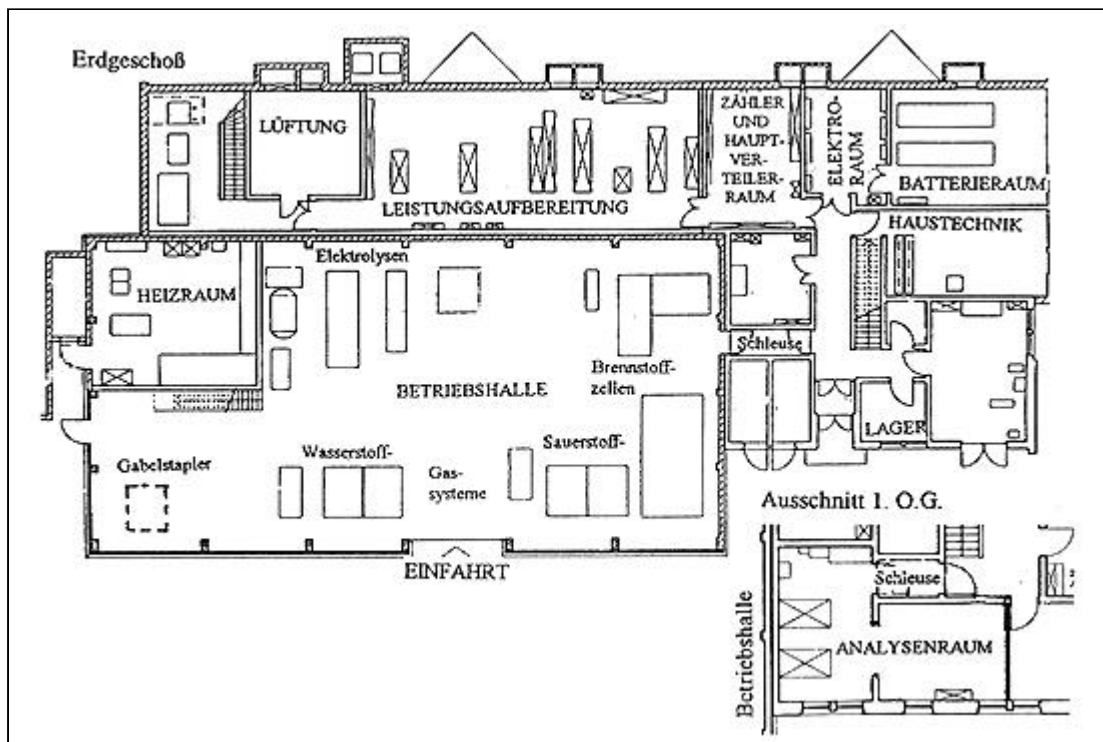 Erdgeschoß
LÜFTUNG
LEISTUNGSAUFBEREITUNG
ZÄHLER
UND
HAUPT-
VER-
TEILER-
RAUM
ELEKTRO-
RAUM
BATTERIERAUM
HAUSTECHNIK
HEIZRAUM
Elektrolysen
BETRIEBSHALLE
Brennstoff-
zellen
Schleuse
LAGER
Gabelstapler
Wasserstoff-
Gas-
systeme
Sauerstoff-
EINFAHRT
Ausschnitt 1. O.G.
Betriebshalle
Schleuse
ANALYSENRAUM